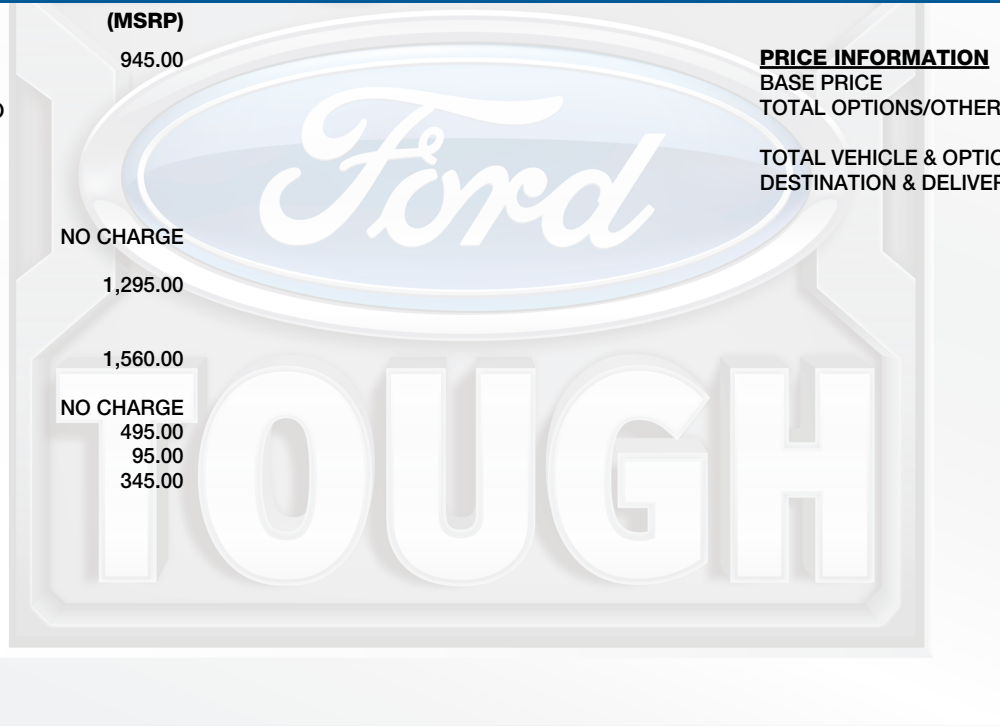 (MSRP)
945.00
NO CHARGE
1,295.00
1,560.00
NO CHARGE
495.00
95.00
345.00
PRICE INFORMATION
BASE PRICE
TOTAL OPTIONS/OTHER
TOTAL VEHICLE & OPTIO
DESTINATION & DELIVER
Ford
TOUGH